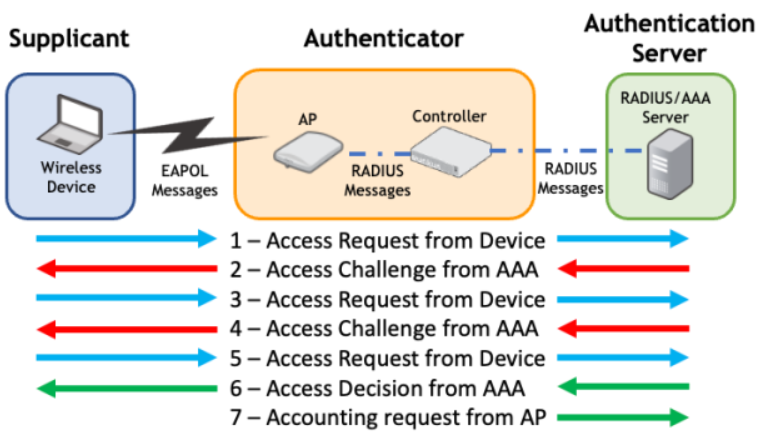 Supplicant
Authenticator
Authentication
Server
AP
Controller
RADIUS/AAA
Server
Wireless
Device
EAPOL
Messages
RADIUS
Messages
RADIUS
Messages
1 – Access Request from Device
2 – Access Challenge from AAA
3 – Access Request from Device
4 – Access Challenge from AAA
5 – Access Request from Device
6 – Access Decision from AAA
7 – Accounting request from AP